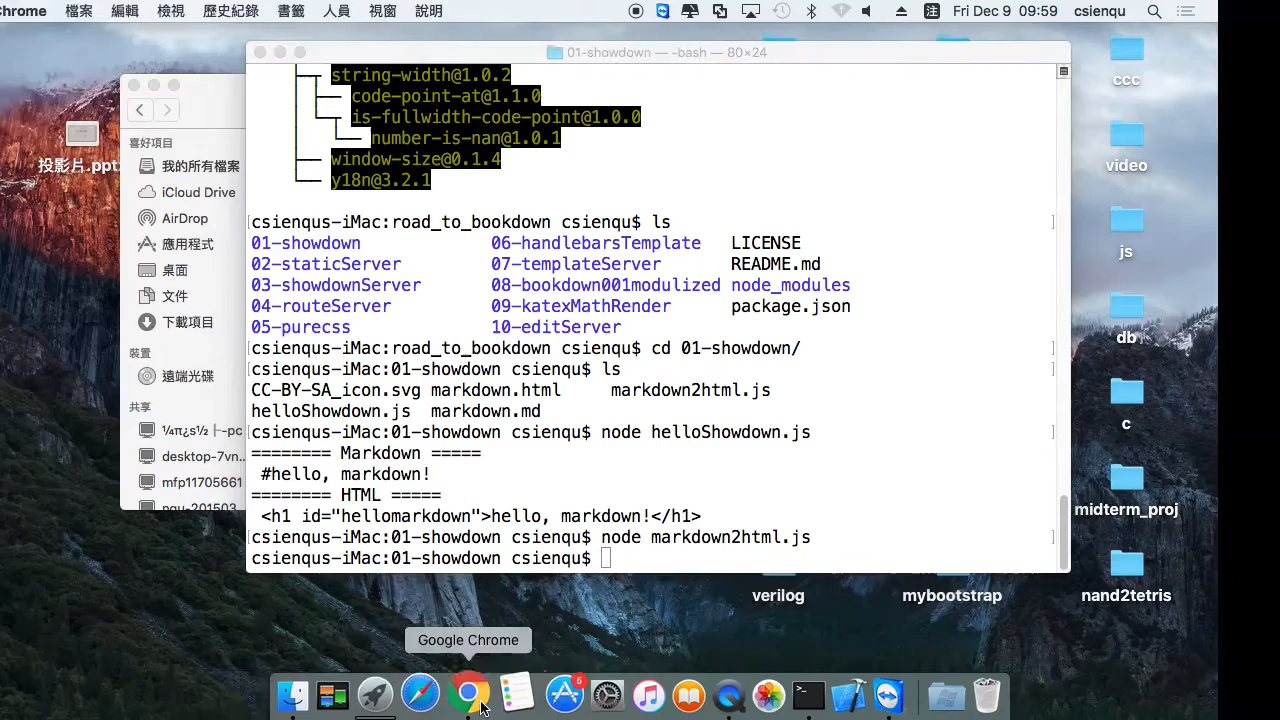 Chrome 檔案 編輯 檢視 歷史紀錄 書籤 人員 視窗 說明 注 Fri Dec 9 09:59 csienqu
01-showdown — -bash — 80×24
string-width@1.0.2
code-point-at@1.1.0
is-fullwidth-code-point@1.0.0
number-is-nan@1.0.1
window-size@0.1.4
y18n@3.2.1
csienqus-iMac:road_to_bookdown csienqu$ ls
01-showdown 06-handlebarsTemplate LICENSE
02-staticServer 07-templateServer README.md
03-showdownServer 08-bookdown001modulized node_modules
04-routeServer 09-katexMathRender package.json
05-purecss 10-editServer
csienqus-iMac:road_to_bookdown csienqu$ cd 01-showdown/
csienqus-iMac:01-showdown csienqu$ ls
CC-BY-SA_icon.svg markdown.html markdown2html.js
helloShowdown.js markdown.md
csienqus-iMac:01-showdown csienqu$ node helloShowdown.js
======== Markdown =====
#hello, markdown!
======== HTML =====
<h1 id="hellomarkdown">hello, markdown!</h1>
csienqus-iMac:01-showdown csienqu$ node markdown2html.js
csienqus-iMac:01-showdown csienqu$
喜好項目
我的所有檔案
iCloud Drive
AirDrop
應用程式
桌面
文件
下載項目
裝置
遠端光碟
共享
¼π¿s½ã-pc
desktop-7vn...
mfp11705661
nqu-201503
投影片.pptx
ccc
video
js
db
c
midterm_proj
verilog
mybootstrap
nand2tetris
Google Chrome
5